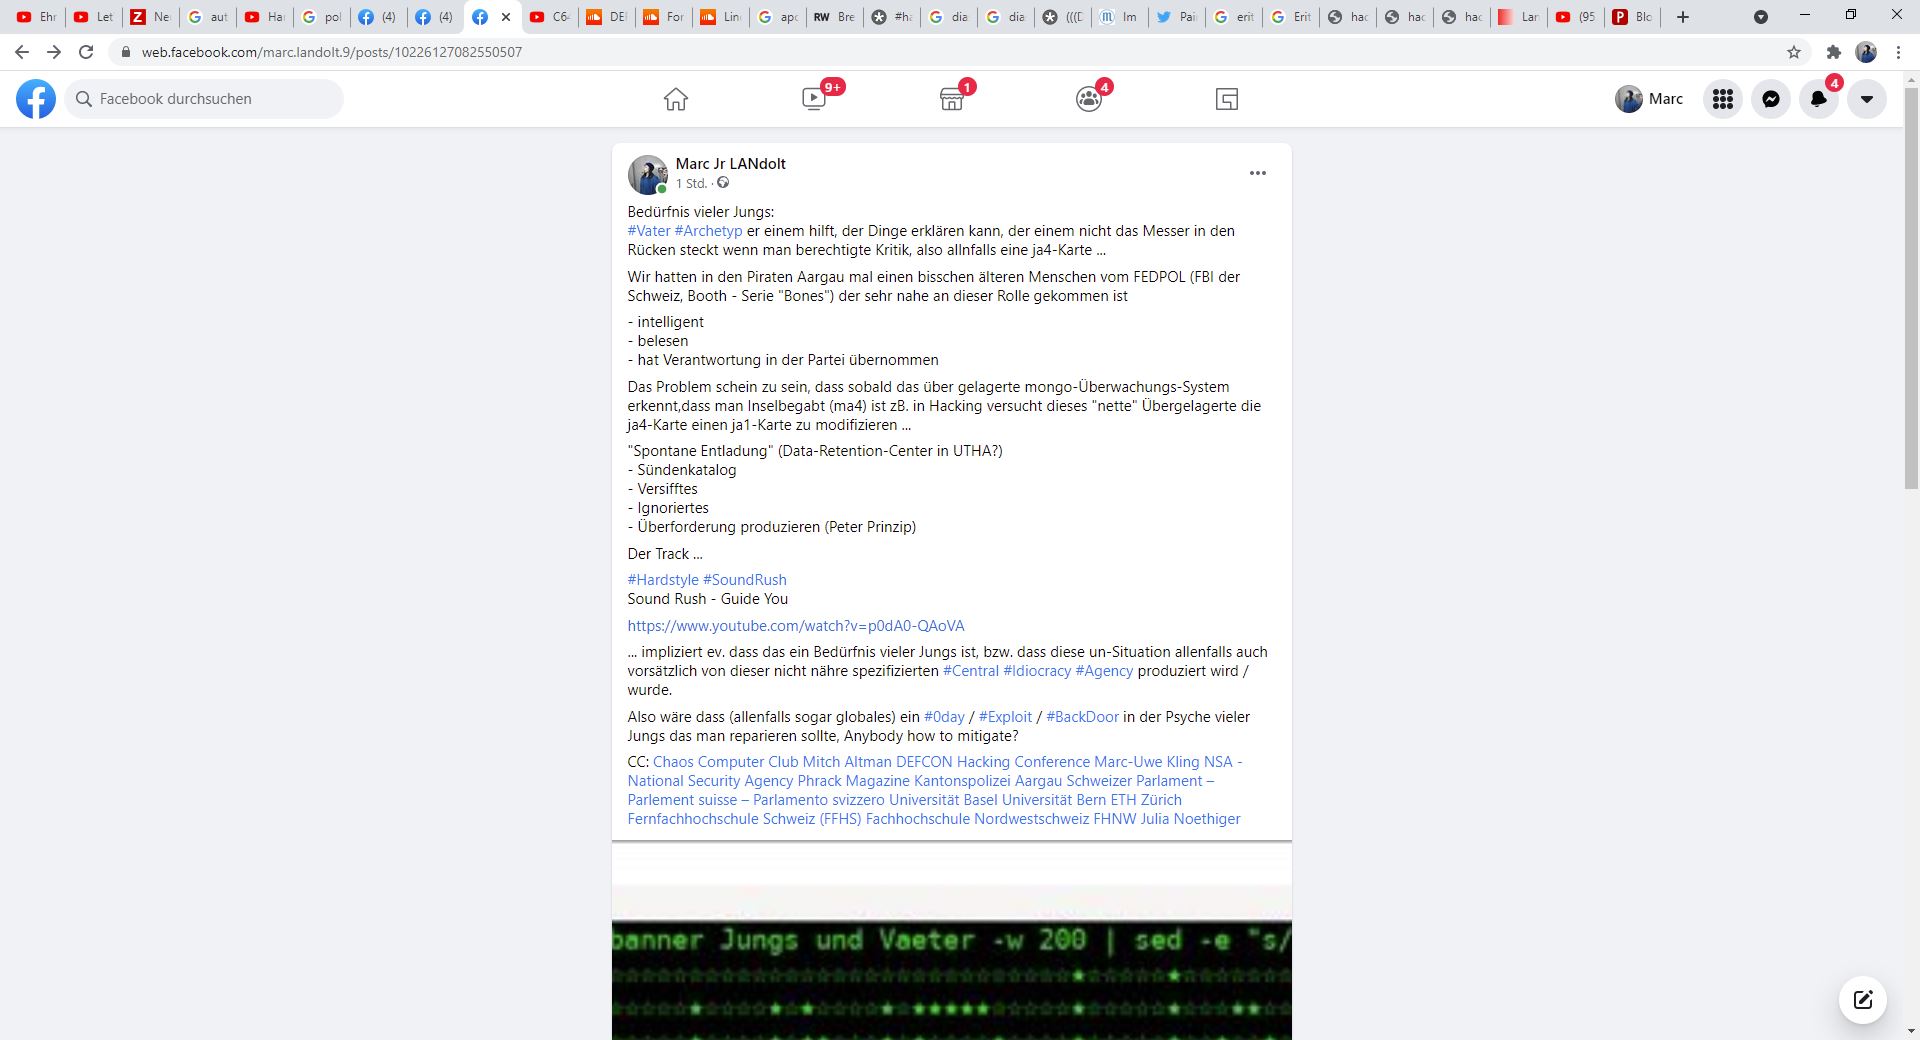 Ehr
Let
Ne
aut
Hai
pol
(4)
(4)
C64
DEI
For
Lin
apc
RW Bre
#ha
dia
dia
(((D
Im
Pai
erit
Erit
hac
hac
hac
Lan
(95
Blo
web.facebook.com/marc.landolt.9/posts/10226127082550507
Facebook durchsuchen
9+
1
4
Marc
4
Marc Jr LANdolt
1 Std. ·
Bedürfnis vieler Jungs:
#Vater #Archetyp er einem hilft, der Dinge erklären kann, der einem nicht das Messer in den
Rücken steckt wenn man berechtigte Kritik, also allnfalls eine ja4-Karte ...
Wir hatten in den Piraten Aargau mal einen bisschen älteren Menschen vom FEDPOL (FBI der
Schweiz, Booth - Serie "Bones") der sehr nahe an dieser Rolle gekommen ist
- intelligent
- belesen
- hat Verantwortung in der Partei übernommen
Das Problem schein zu sein, dass sobald das über gelagerte mongo-Überwachungs-System
erkennt,dass man Inselbegabt (ma4) ist zB. in Hacking versucht dieses "nette" Übergelagerte die
ja4-Karte einen ja1-Karte zu modifizieren ...
"Spontane Entladung" (Data-Retention-Center in UTHA?)
- Sündenkatalog
- Versifftes
- Ignoriertes
- Überforderung produzieren (Peter Prinzip)
Der Track ...
#Hardstyle #SoundRush
Sound Rush - Guide You
https://www.youtube.com/watch?v=p0dA0-QAoVA
... impliziert ev. dass das ein Bedürfnis vieler Jungs ist, bzw. dass diese un-Situation allenfalls auch
vorsätzlich von dieser nicht nähre spezifizierten #Central #Idiocracy #Agency produziert wird /
wurde.
Also wäre dass (allenfalls sogar globales) ein #0day / #Exploit / #BackDoor in der Psyche vieler
Jungs das man reparieren sollte, Anybody how to mitigate?
CC: Chaos Computer Club Mitch Altman DEFCON Hacking Conference Marc-Uwe Kling NSA -
National Security Agency Phrack Magazine Kantonspolizei Aargau Schweizer Parlament –
Parlement suisse – Parlamento svizzero Universität Basel Universität Bern ETH Zürich
Fernfachhochschule Schweiz (FFHS) Fachhochschule Nordwestschweiz FHNW Julia Noethiger
banner Jungs und Vaeter -w 200 | sed -e "s/